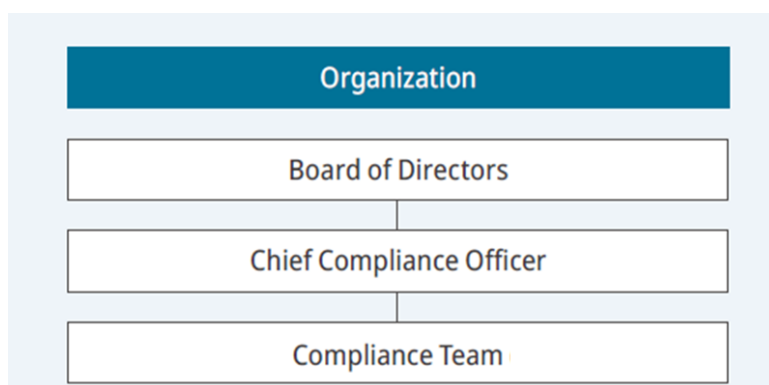 Organization
Board of Directors
Chief Compliance Officer
Compliance Team